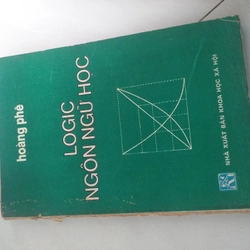 hoàng phê
LOGIC
NGÔN NGỮ HỌC
NHÀ XUẤT BẢN KHOA HỌC XÃ HỘI